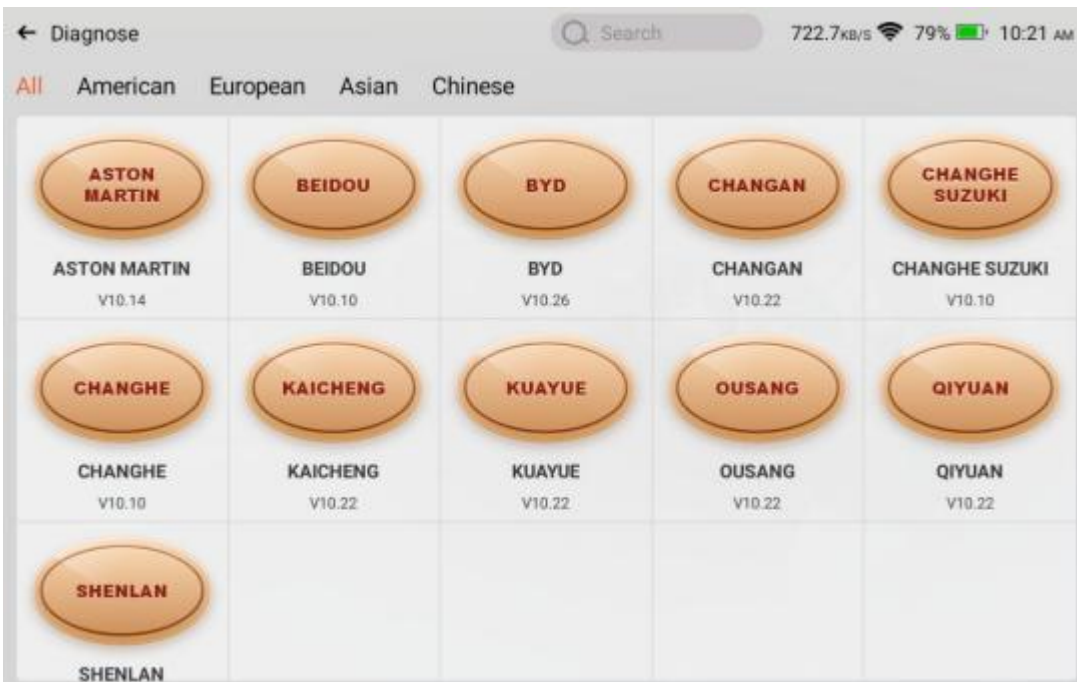 Diagnose
Search
722.7KB/S 79% 10:21 AM
All American European Asian Chinese
ASTON MARTIN
BEIDOU
BYD
CHANGAN
CHANGHE SUZUKI
ASTON MARTIN BEIDOU BYD CHANGAN CHANGHE SUZUKI
V10.14 V10.10 V10.26 V10.22 V10.10
CHANGHE KAICHENG KUAYUE OUSANG QIYUAN
CHANGHE KAICHENG KUAYUE OUSANG QIYUAN
V10.10 V10.22 V10.22 V10.22 V10.22
SHENLAN
SHENLAN